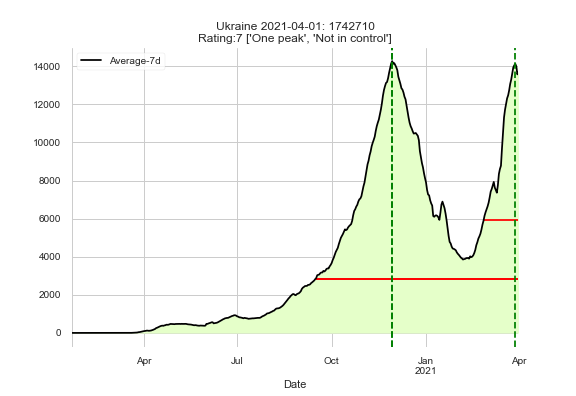 Ukraine 2021-04-01: 1742710
Rating:7 ['One peak', 'Not in control']
Average-7d
14000
12000
10000
8000
6000
4000
2000
0
Apr
Jul
Oct
Jan
2021
Apr
Date